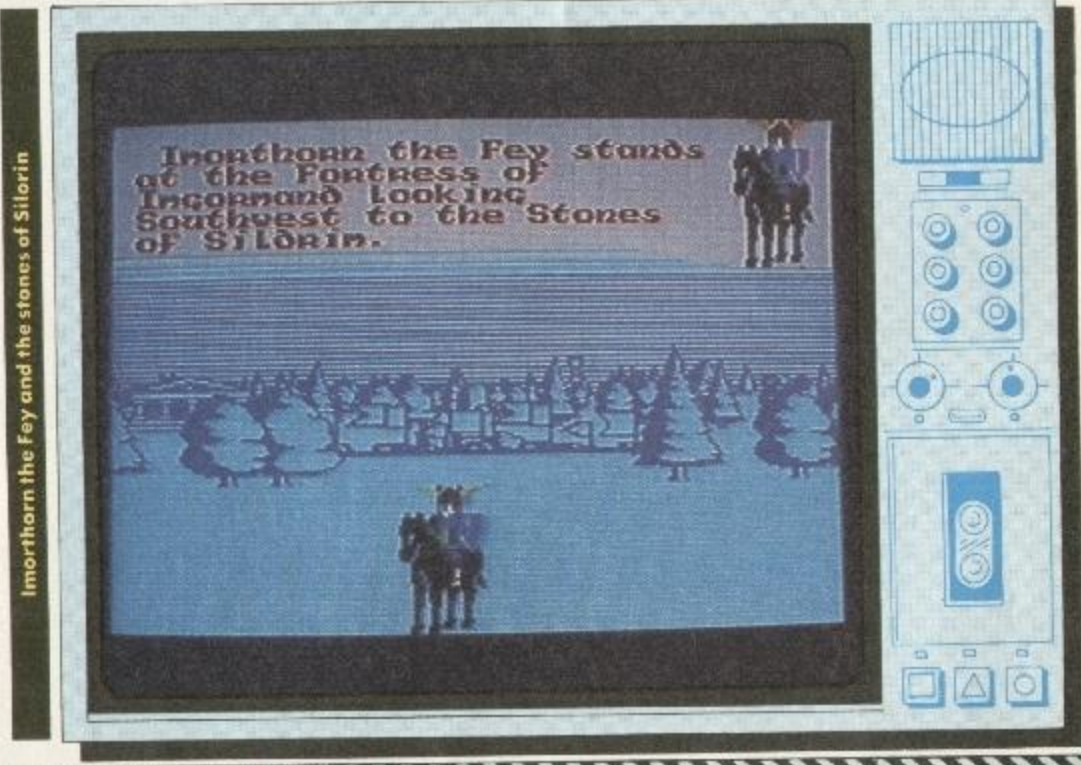 Imorthorn the Fey and the stones of Silorin
Imorthorn the Fey stands
at the Fortress of
Ingormand looking
Southwest to the Stones
of Silorin.